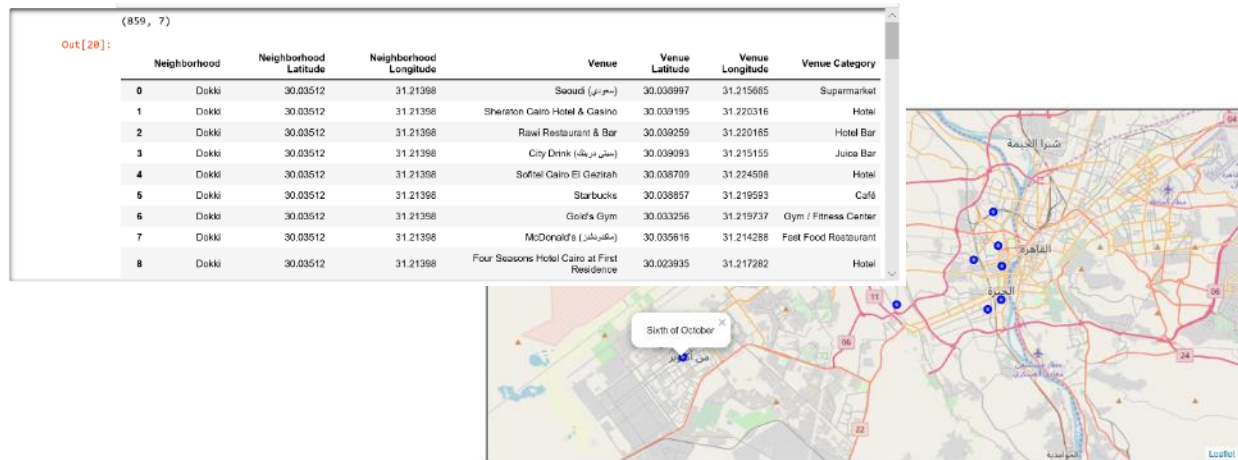 (859, 7)
Out[20]:
Neighborhood Neighborhood Latitude Neighborhood Longitude Venue Venue Latitude Venue Longitude Venue Category
0 Dokki 30.03512 31.21398 Seoudi (سعودي) 30.036997 31.215665 Supermarket
1 Dokki 30.03512 31.21398 Sheraton Cairo Hotel & Casino 30.039195 31.220316 Hotel
2 Dokki 30.03512 31.21398 Rawi Restaurant & Bar 30.039259 31.220165 Hotel Bar
3 Dokki 30.03512 31.21398 City Drink (سيتي درينك) 30.039093 31.215155 Juice Bar
4 Dokki 30.03512 31.21398 Sofitel Cairo El Gezirah 30.038709 31.224598 Hotel
5 Dokki 30.03512 31.21398 Starbucks 30.038857 31.219593 Café
6 Dokki 30.03512 31.21398 Gold's Gym 30.033256 31.219737 Gym / Fitness Center
7 Dokki 30.03512 31.21398 McDonald's (ماكدونالدز) 30.035616 31.214288 Fast Food Restaurant
8 Dokki 30.03512 31.21398 Four Seasons Hotel Cairo at First Residence 30.023935 31.217282 Hotel
04
شبرا الخيمة
القاهرة
الجيزة
06
11
Sixth of October
06
24
22
Leaflet